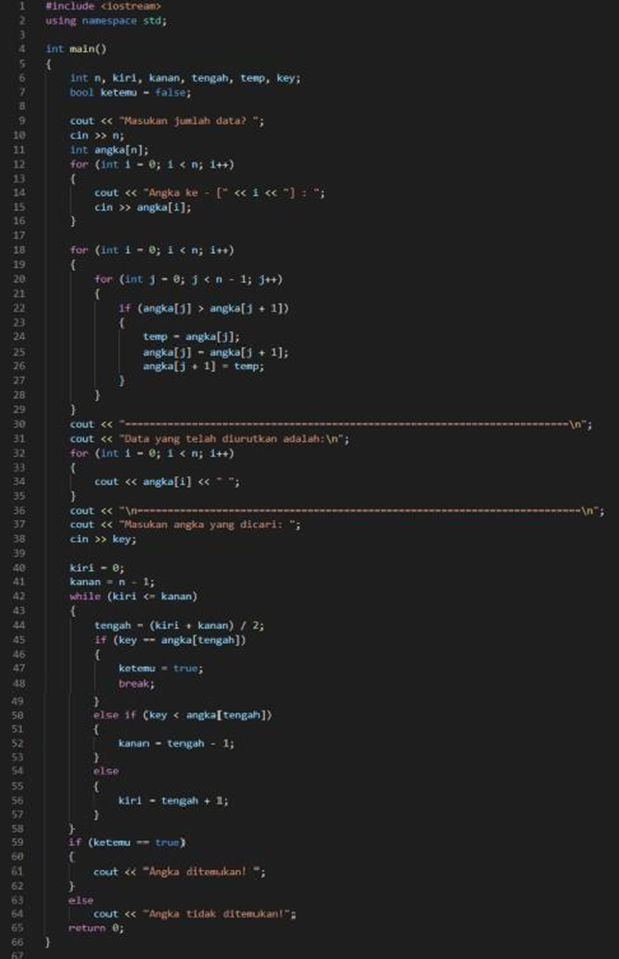 1 #include <iostream>
2 using namespace std;
3
4 int main()
5 {
6 int n, kiri, kanan, tengah, temp, key;
7 bool ketemu = false;
8
9 cout << "Masukan jumlah data? ";
10 cin >> n;
11 int angka[n];
12 for (int i = 0; i < n; i++)
13 {
14 cout << "Angka ke - [" << i << "] : ";
15 cin >> angka[i];
16 }
17
18 for (int i = 0; i < n; i++)
19 {
20 for (int j = 0; j < n - 1; j++)
21 {
22 if (angka[j] > angka[j + 1])
23 {
24 temp = angka[j];
25 angka[j] = angka[j + 1];
26 angka[j + 1] = temp;
27 }
28 }
29 }
30 cout << "==========================================================================\n";
31 cout << "Data yang telah diurutkan adalah:\n";
32 for (int i = 0; i < n; i++)
33 {
34 cout << angka[i] << " ";
35 }
36 cout << "\n==========================================================================\n";
37 cout << "Masukan angka yang dicari: ";
38 cin >> key;
39
40 kiri = 0;
41 kanan = n - 1;
42 while (kiri <= kanan)
43 {
44 tengah = (kiri + kanan) / 2;
45 if (key == angka[tengah])
46 {
47 ketemu = true;
48 break;
49 }
50 else if (key < angka[tengah])
51 {
52 kanan = tengah - 1;
53 }
54 else
55 {
56 kiri = tengah + 1;
57 }
58 }
59 if (ketemu == true)
60 {
61 cout << "Angka ditemukan! ";
62 }
63 else
64 cout << "Angka tidak ditemukan!";
65 return 0;
66 }
67